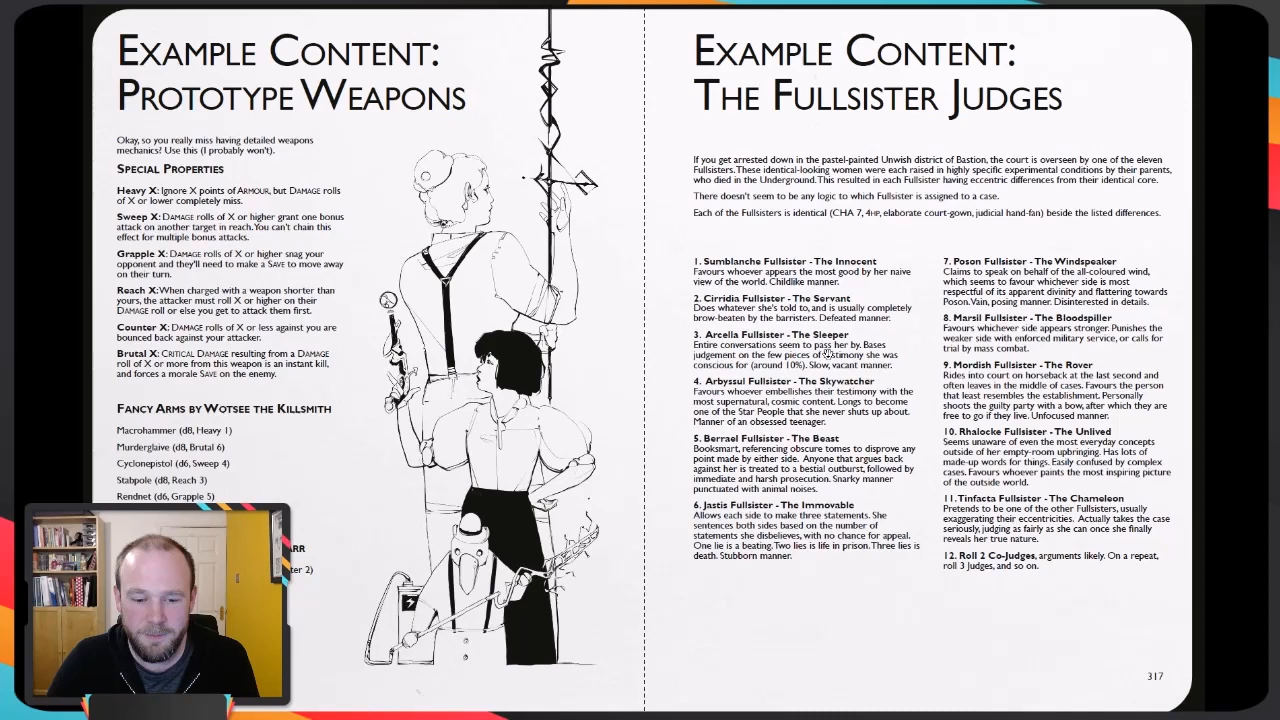 EXAMPLE CONTENT:
PROTOTYPE WEAPONS
Okay, so you really miss having detailed weapons
mechanics? Use this (I probably won't).
SPECIAL PROPERTIES
Heavy X: Ignore X points of ARMOUR, but DAMAGE rolls
of X or lower completely miss.
Sweep X: DAMAGE rolls of X or higher grant one bonus
attack on another target in reach. You can't chain this
effect for multiple bonus attacks.
Grapple X: DAMAGE rolls of X or higher snag your
opponent and they'll need to make a SAVE to move away
on their turn.
Reach X: When charged with a weapon shorter than
yours, the attacker must roll X or higher on their
DAMAGE roll or else you get to attack them first.
Counter X: DAMAGE rolls of X or less against you are
bounced back against your attacker.
Brutal X: CRITICAL DAMAGE resulting from a DAMAGE
roll of X or more from this weapon is an instant kill,
and forces a morale SAVE on the enemy.
FANCY ARMS BY WOTSEE THE KILLSMITH
Macrohammer (d8, Heavy 1)
Murderglaive (d8, Brutal 6)
Cyclonepistol (d6, Sweep 4)
Stabpole (d8, Reach 3)
Rendnet (d6, Grapple 5)
ARR
ter 2)
EXAMPLE CONTENT:
THE FULLSISTER JUDGES
If you get arrested down in the pastel-painted Unwish district of Bastion, the court is overseen by one of the eleven
Fullsisters. These identical-looking women were each raised in highly specific experimental conditions by their parents,
who died in the Underground. This resulted in each Fullsister having eccentric differences from their identical core.
There doesn't seem to be any logic to which Fullsister is assigned to a case.
Each of the Fullsisters is identical (CHA 7, 4HP, elaborate court-gown, judicial hand-fan) beside the listed differences.
1. Sumblanche Fullsister - The Innocent
Favours whoever appears the most good by her naive
view of the world. Childlike manner.
2. Cirridia Fullsister - The Servant
Does whatever she's told to, and is usually completely
brow-beaten by the barristers. Defeated manner.
3. Arcella Fullsister - The Sleeper
Entire conversations seem to pass her by. Bases
judgement on the few pieces of testimony she was
conscious for (around 10%). Slow, vacant manner.
4. Arbyssul Fullsister - The Skywatcher
Favours whoever embellishes their testimony with the
most supernatural, cosmic content. Longs to become
one of the Star People that she never shuts up about.
Manner of an obsessed teenager.
5. Berrael Fullsister - The Beast
Booksmart, referencing obscure tomes to disprove any
point made by either side. Anyone that argues back
against her is treated to a bestial outburst, followed by
immediate and harsh prosecution. Snarky manner
punctuated with animal noises.
6. Jastis Fullsister - The Immovable
Allows each side to make three statements. She
sentences both sides based on the number of
statements she disbelieves, with no chance for appeal.
One lie is a beating. Two lies is life in prison. Three lies is
death. Stubborn manner.
7. Poson Fullsister - The Windspeaker
Claims to speak on behalf of the all-coloured wind,
which seems to favour whichever side is most
respectful of its apparent divinity and flattering towards
Poson. Vain, posing manner. Disinterested in details.
8. Marsil Fullsister - The Bloodspiller
Favours whichever side appears stronger. Punishes the
weaker side with enforced military service, or calls for
trial by mass combat.
9. Mordish Fullsister - The Rover
Rides into court on horseback at the last second and
often leaves in the middle of cases. Favours the person
that least resembles the establishment. Personally
shoots the guilty party with a bow, after which they are
free to go if they live. Unfocused manner.
10. Rhalocke Fullsister - The Unlived
Seems unaware of even the most everyday concepts
outside of her empty-room upbringing. Has lots of
made-up words for things. Easily confused by complex
cases. Favours whoever paints the most inspiring picture
of the outside world.
11. Tinfacta Fullsister - The Chameleon
Pretends to be one of the other Fullsisters, usually
exaggerating their eccentricities. Actually takes the case
seriously, judging as fairly as she can once she finally
reveals her true nature.
12. Roll 2 Co-Judges, arguments likely. On a repeat,
roll 3 Judges, and so on.
317